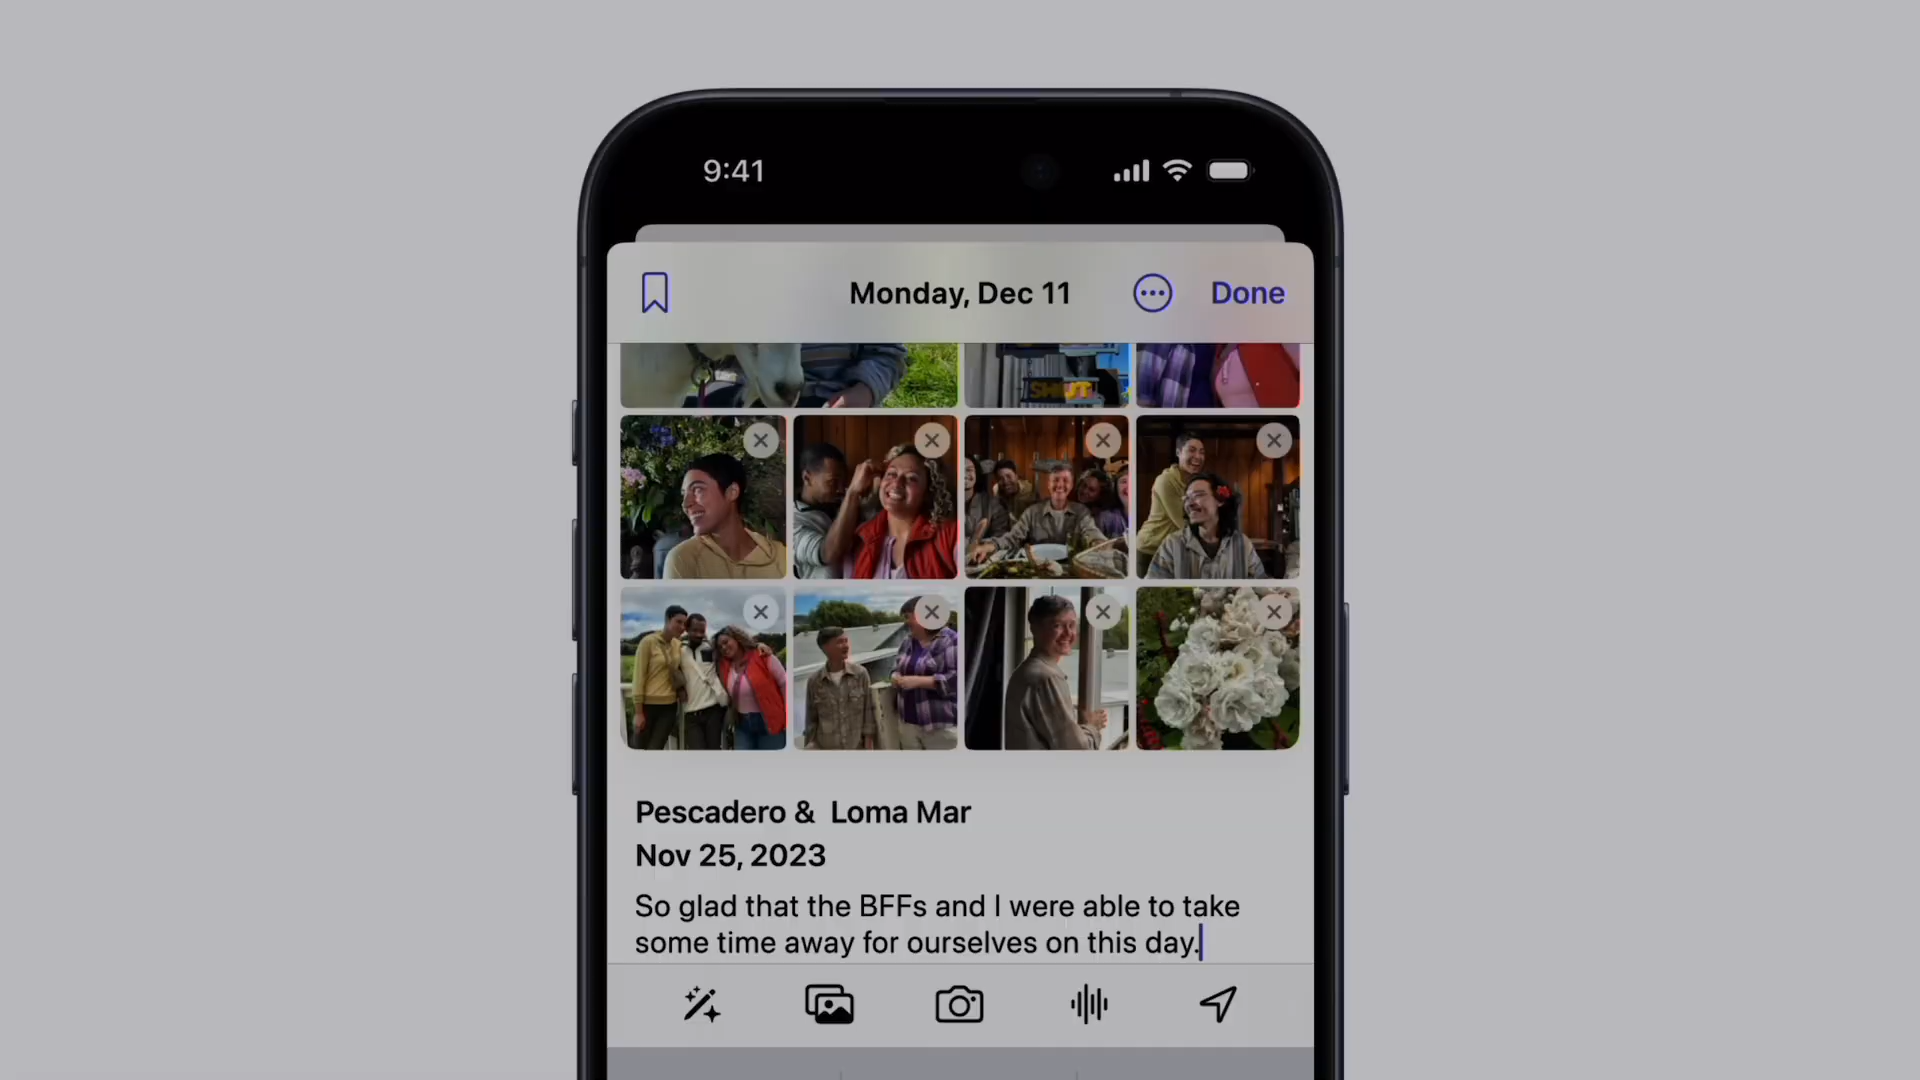 9:41
Monday, Dec 11
Done
Pescadero & Loma Mar
Nov 25, 2023
So glad that the BFFs and I were able to take
some time away for ourselves on this day.